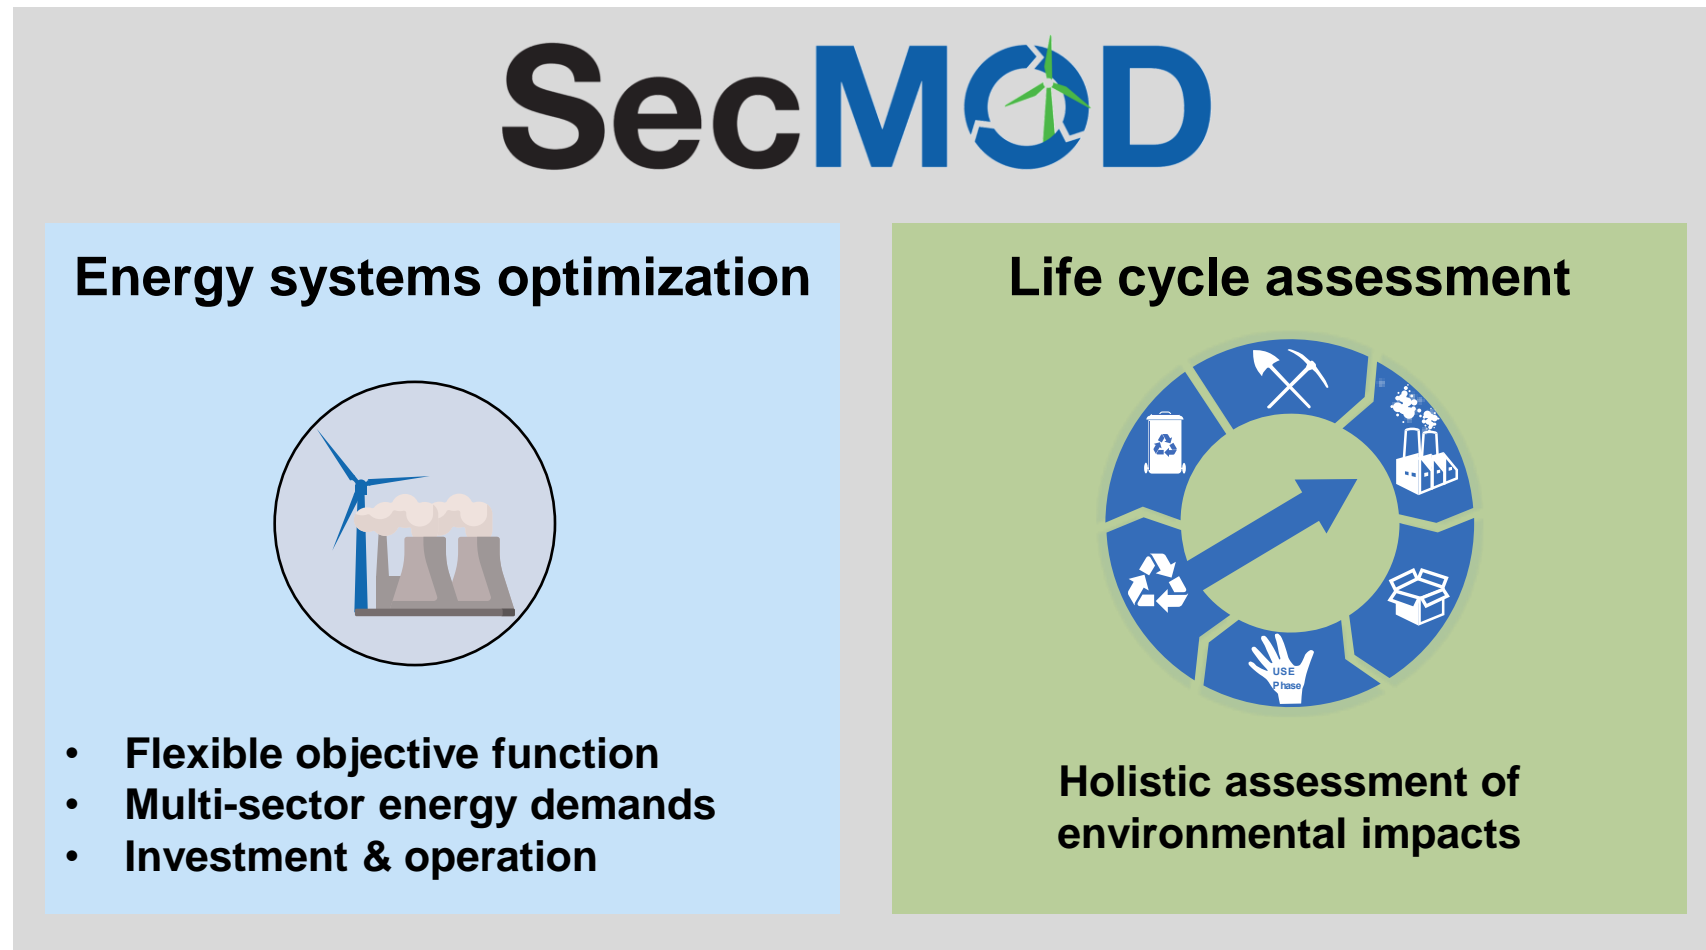 SecMOD
Energy systems optimization
• Flexible objective function
• Multi-sector energy demands
• Investment & operation
Life cycle assessment
USE
Phase
Holistic assessment of
environmental impacts